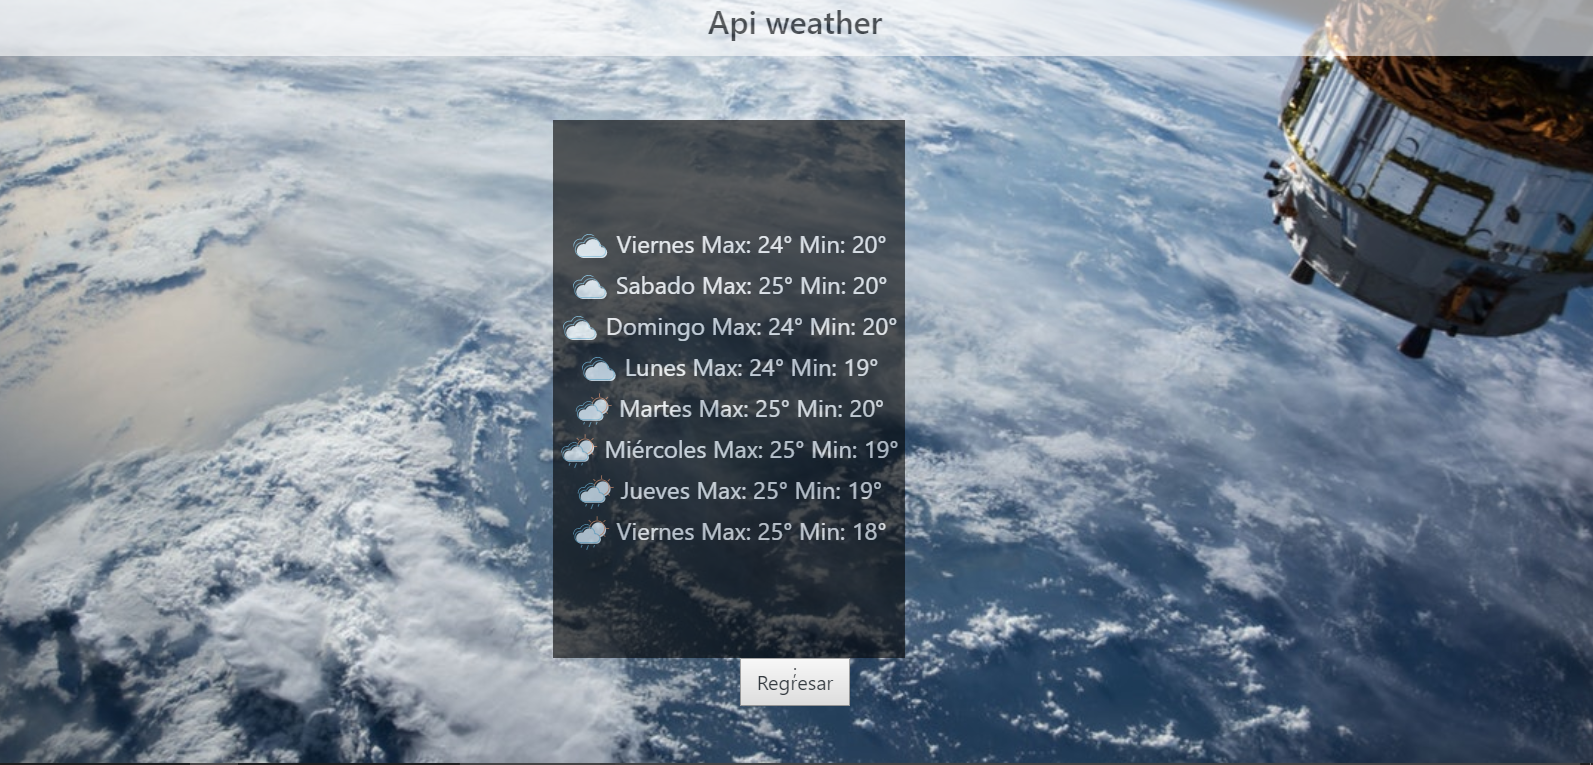 Api weather
Viernes Max: 24° Min: 20°
Sabado Max: 25° Min: 20°
Domingo Max: 24° Min: 20°
Lunes Max: 24° Min: 19°
Martes Max: 25° Min: 20°
Miércoles Max: 25° Min: 19°
Jueves Max: 25° Min: 19°
Viernes Max: 25° Min: 18°
Regresar